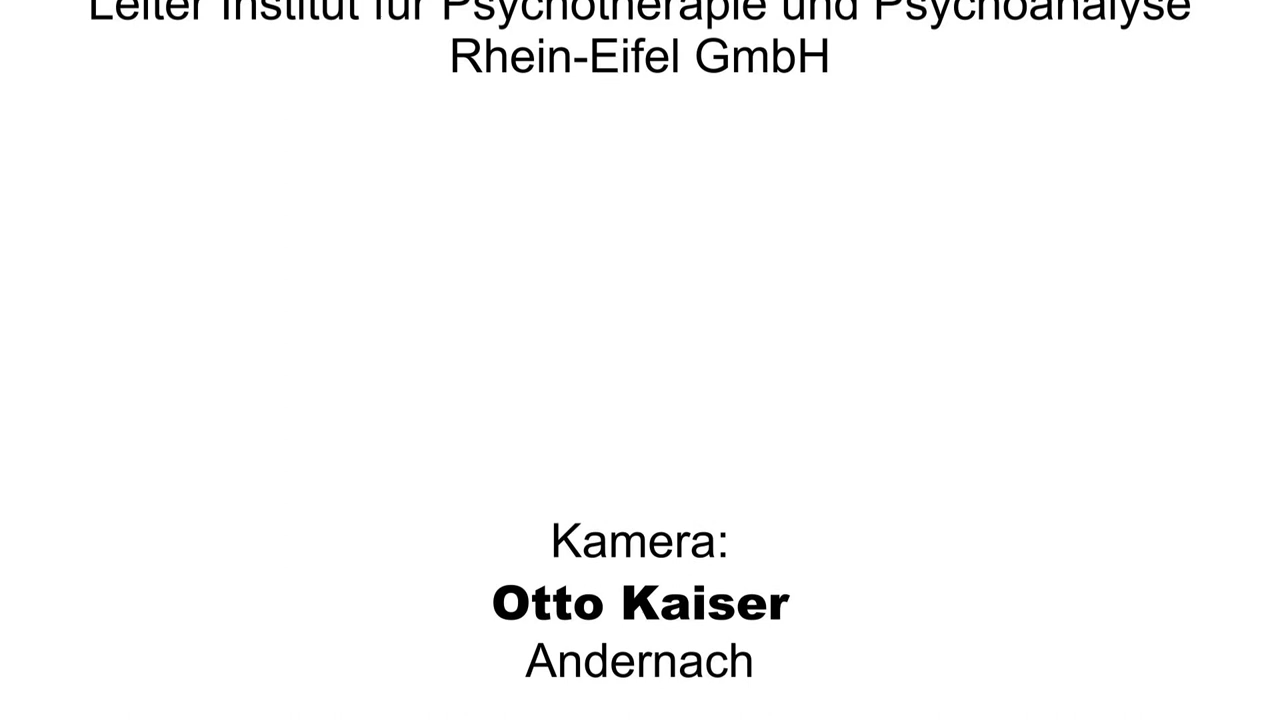 Leiter Institut für Psychotherapie und Psychoanalyse
Rhein-Eifel GmbH
Kamera:
Otto Kaiser
Andernach